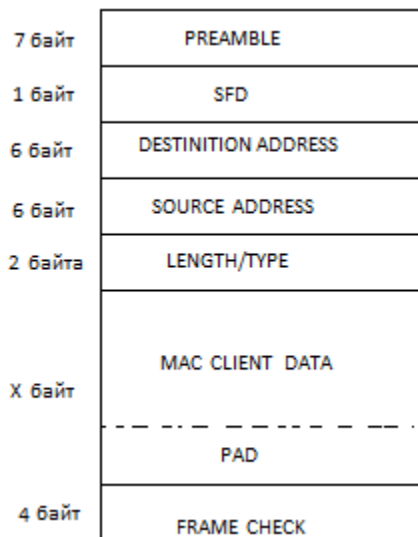 7 байт PREAMBLE
1 байт SFD
6 байт DESTINITION ADDRESS
6 байт SOURCE ADDRESS
2 байта LENGTH/TYPE
X байт MAC CLIENT DATA
PAD
4 байт FRAME CHECK